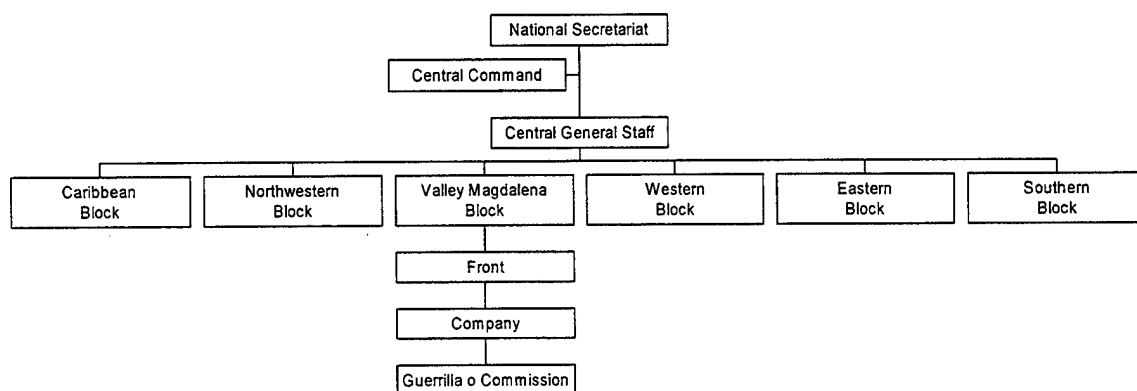 National Secretariat
Central Command
Central General Staff
Caribbean
Block
Northwestern
Block
Valley Magdalena
Block
Western
Block
Eastern
Block
Southern
Block
Front
Company
Guerrilla o Commission